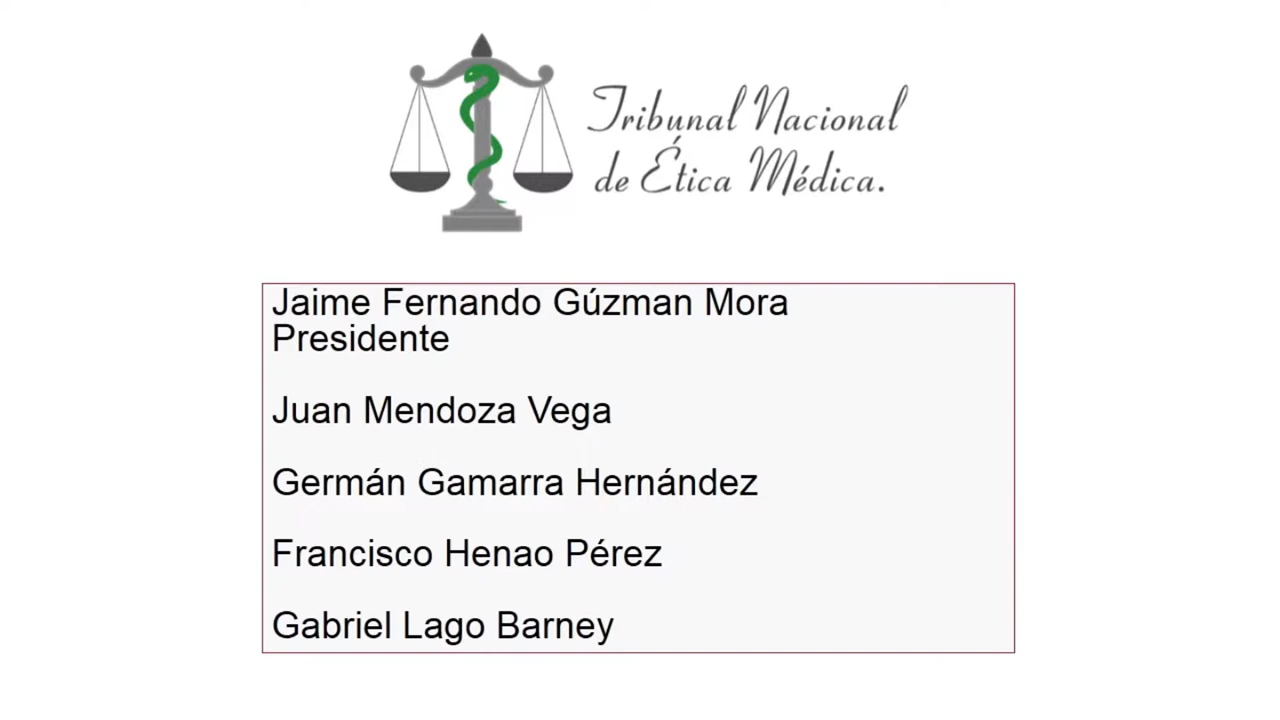 Tribunal Nacional
de Ética Médica.
Jaime Fernando Gúzman Mora
Presidente
Juan Mendoza Vega
Germán Gamarra Hernández
Francisco Henao Pérez
Gabriel Lago Barney